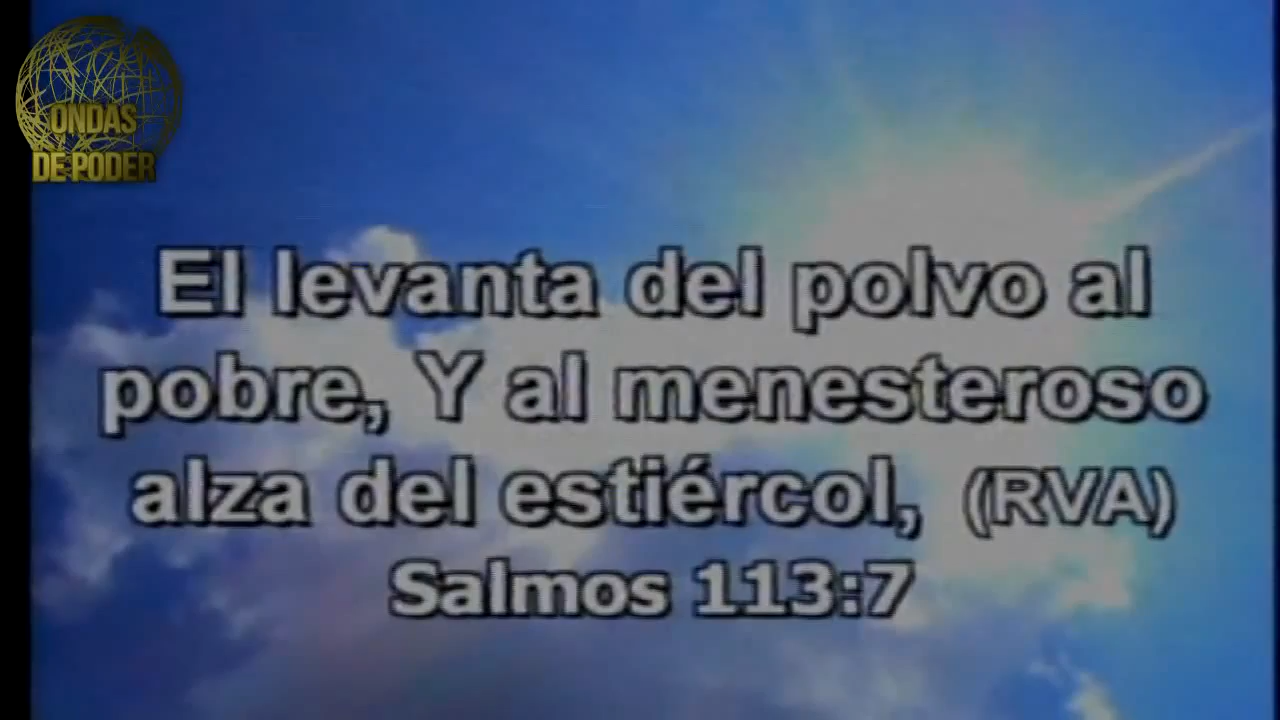 ONDAS
DE PODER
El levanta del polvo al
pobre, Y al menesteroso
alza del estiércol, (RVA)
Salmos 113:7